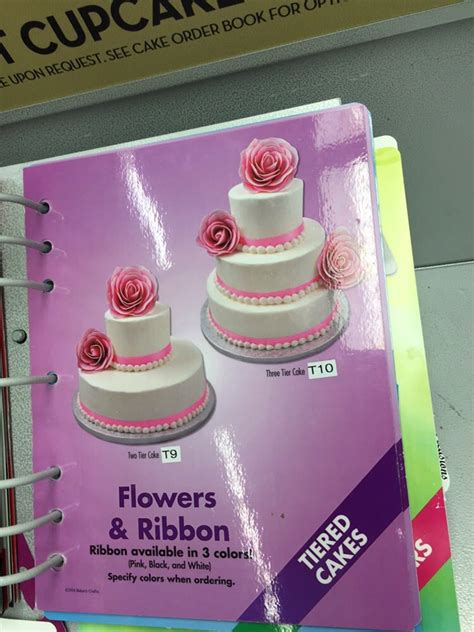 T CUPCAKE
E UPON REQUEST. SEE CAKE ORDER BOOK FOR OPTI
Three Tier Cake T10
Two Tier Cake T9
Flowers
& Ribbon
Ribbon available in 3 colors!
(Pink, Black, and White)
Specify colors when ordering.
TIERED
CAKES